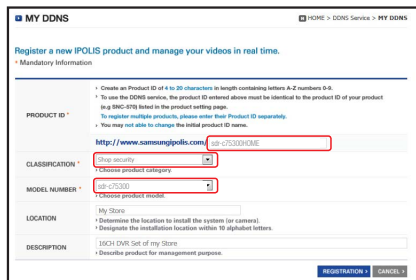 MY DDNS
HOME > DDNS Service > MY DDNS
Register a new IPOLIS product and manage your videos in real time.
* Mandatory Information
PRODUCT ID *
› Create an Product ID of 4 to 20 characters in length containing letters A-Z numbers 0-9.
› To use the DDNS service, the product ID entered above must be identical to the product ID of your product
(e.g SNC-570) listed in the product setting page.
To register multiple products, please enter their Product ID separately.
› You may not able to change the initial product ID name.
http://www.samsungipolis.com/ sdr-c75300HOME
CLASSIFICATION *
Shop security
› Choose product category.
MODEL NUMBER *
sdr-c75300
› Choose product model.
LOCATION
My Store
› Determine the location to install the system (or camera).
› Designate the installation location within 10 alphabet letters.
DESCRIPTION
16CH DVR Set of my Store
› Describe product for management purpose.
REGISTRATION > CANCEL >